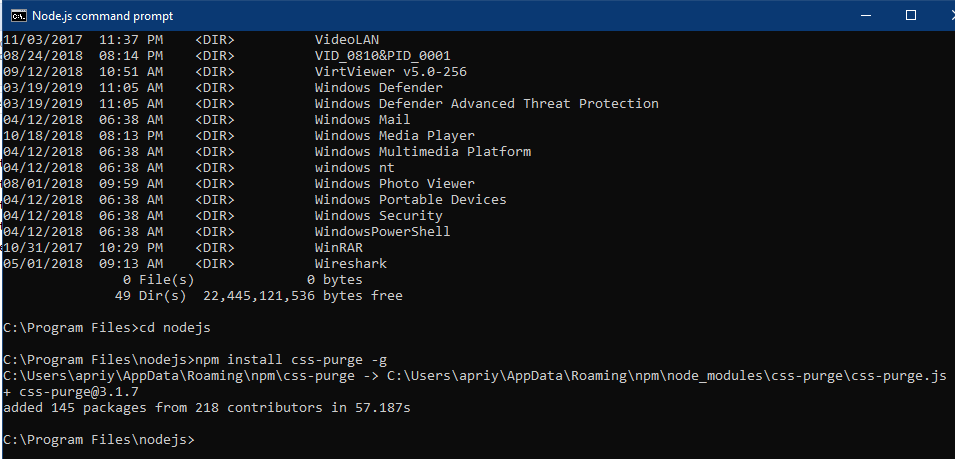 Node.js command prompt
11/03/2017  11:37 PM    <DIR>          VideoLAN
08/24/2018  08:14 PM    <DIR>          VID_0810&PID_0001
09/12/2018  10:51 AM    <DIR>          VirtViewer v5.0-256
03/19/2019  11:05 AM    <DIR>          Windows Defender
03/19/2019  11:05 AM    <DIR>          Windows Defender Advanced Threat Protection
04/12/2018  06:38 AM    <DIR>          Windows Mail
10/18/2018  08:13 PM    <DIR>          Windows Media Player
04/12/2018  06:38 AM    <DIR>          Windows Multimedia Platform
04/12/2018  06:38 AM    <DIR>          windows nt
08/01/2018  09:59 AM    <DIR>          Windows Photo Viewer
04/12/2018  06:38 AM    <DIR>          Windows Portable Devices
04/12/2018  06:38 AM    <DIR>          Windows Security
04/12/2018  06:38 AM    <DIR>          WindowsPowerShell
10/31/2017  10:29 PM    <DIR>          WinRAR
05/01/2018  09:13 AM    <DIR>          Wireshark
               0 File(s)              0 bytes
              49 Dir(s)  22,445,121,536 bytes free
C:\Program Files>cd nodejs
C:\Program Files\nodejs>npm install css-purge -g
C:\Users\apriy\AppData\Roaming\npm\css-purge -> C:\Users\apriy\AppData\Roaming\npm\node_modules\css-purge\css-purge.js
+ css-purge@3.1.7
added 145 packages from 218 contributors in 57.187s
C:\Program Files\nodejs>